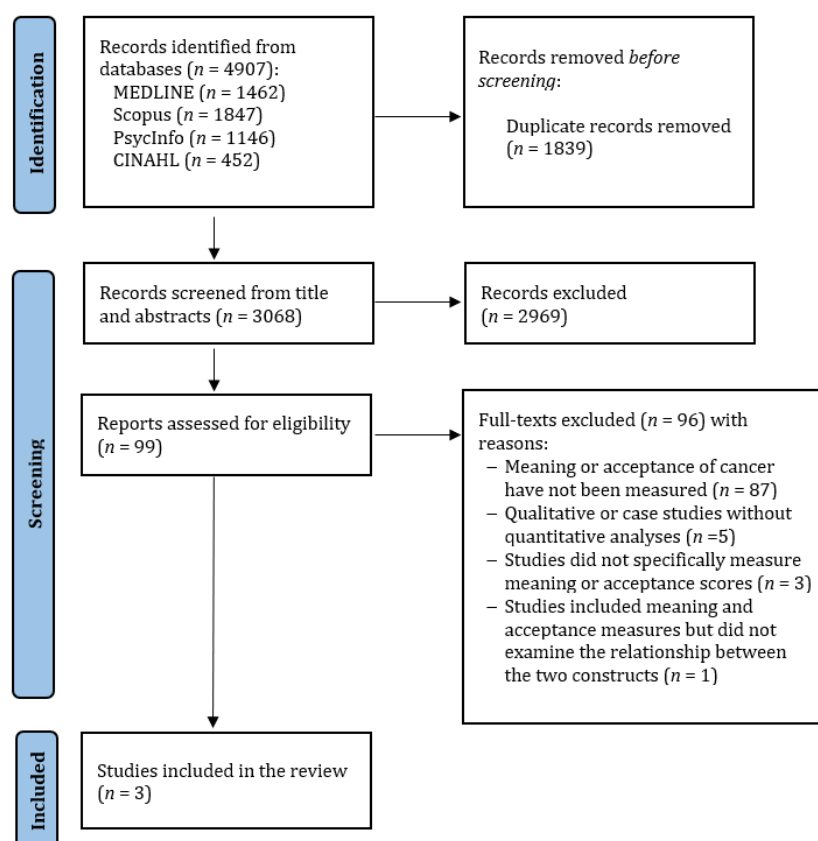 Identification
Records identified from
databases (n = 4907):
MEDLINE (n = 1462)
Scopus (n = 1847)
PsycInfo (n = 1146)
CINAHL (n = 452)
Records removed before
screening:
Duplicate records removed
(n = 1839)
Screening
Records screened from title
and abstracts (n = 3068)
Records excluded
(n = 2969)
Reports assessed for eligibility
(n = 99)
Full-texts excluded (n = 96) with
reasons:
– Meaning or acceptance of cancer
have not been measured (n = 87)
– Qualitative or case studies without
quantitative analyses (n =5)
– Studies did not specifically measure
meaning or acceptance scores (n = 3)
– Studies included meaning and
acceptance measures but did not
examine the relationship between
the two constructs (n = 1)
Included
Studies included in the review
(n = 3)